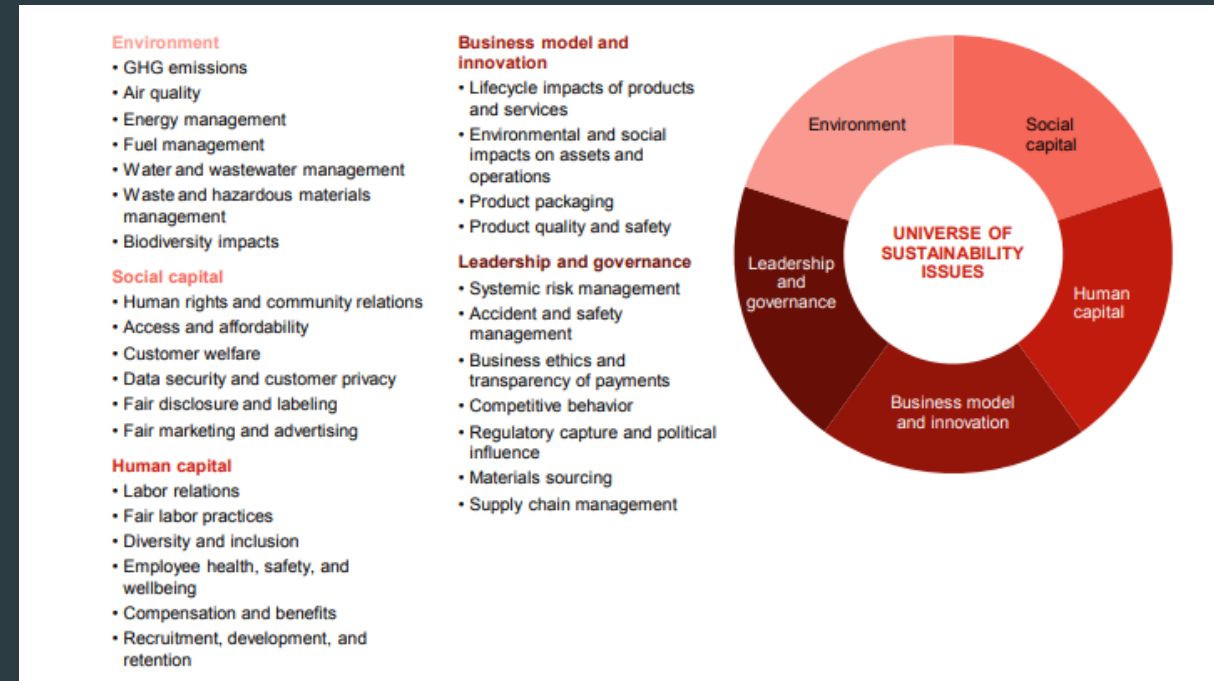 Environment
• GHG emissions
• Air quality
• Energy management
• Fuel management
• Water and wastewater management
• Waste and hazardous materials
management
• Biodiversity impacts
Social capital
• Human rights and community relations
• Access and affordability
• Customer welfare
• Data security and customer privacy
• Fair disclosure and labeling
• Fair marketing and advertising
Human capital
• Labor relations
• Fair labor practices
• Diversity and inclusion
• Employee health, safety, and
wellbeing
• Compensation and benefits
• Recruitment, development, and
retention
Business model and
innovation
• Lifecycle impacts of products
and services
• Environmental and social
impacts on assets and
operations
• Product packaging
• Product quality and safety
Leadership and governance
• Systemic risk management
• Accident and safety
management
• Business ethics and
transparency of payments
• Competitive behavior
• Regulatory capture and political
influence
• Materials sourcing
• Supply chain management
Environment
Social
capital
Human
capital
Business model
and innovation
Leadership
and
governance
UNIVERSE OF
SUSTAINABILITY
ISSUES